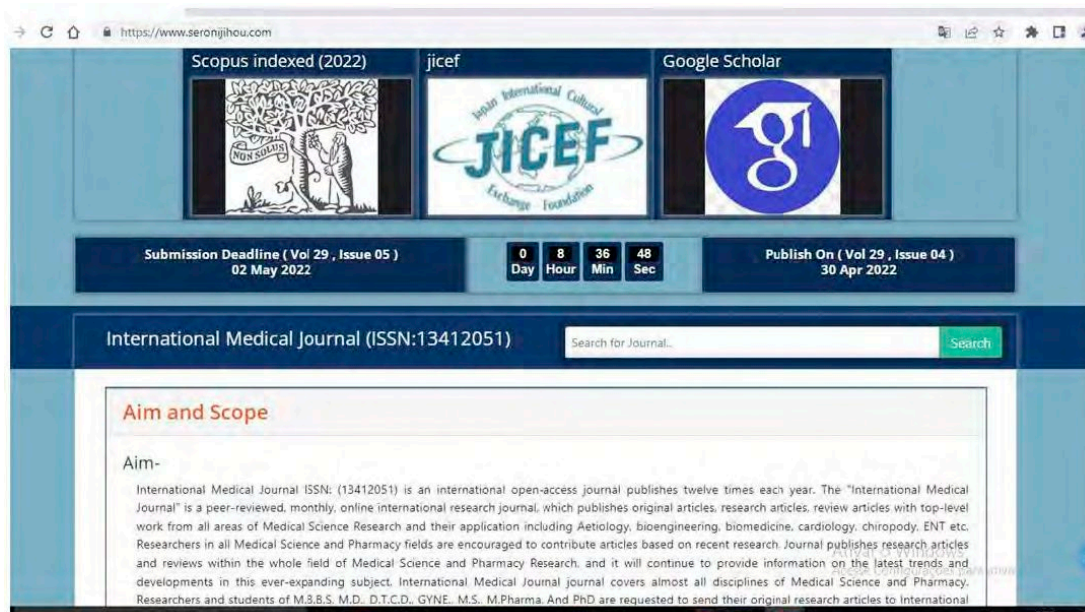 https://www.seronijihou.com
Scopus indexed (2022)
jicef
Google Scholar
NON SOLUS
Japan International Cultural
JICEF
Exchange Foundation
g
Submission Deadline ( Vol 29 , Issue 05 )
02 May 2022
0 8 36 48
Day Hour Min Sec
Publish On ( Vol 29 , Issue 04 )
30 Apr 2022
International Medical Journal (ISSN:13412051)
Search for Journal..
Search
Aim and Scope
Aim-
International Medical Journal ISSN: (13412051) is an international open-access journal publishes twelve times each year. The "International Medical
Journal" is a peer-reviewed, monthly, online international research journal, which publishes original articles, research articles, review articles with top-level
work from all areas of Medical Science Research and their application including Aetiology, bioengineering, biomedicine, cardiology, chiropody, ENT etc.
Researchers in all Medical Science and Pharmacy fields are encouraged to contribute articles based on recent research. Journal publishes research articles
and reviews within the whole field of Medical Science and Pharmacy Research, and it will continue to provide information on the latest trends and
developments in this ever-expanding subject. International Medical Journal journal covers almost all disciplines of Medical Science and Pharmacy.
Researchers and students of M.B.B.S. M.D., D.T.C.D., GYNE., M.S., M.Pharma. And PhD are requested to send their original research articles to International
Ativar o Windows